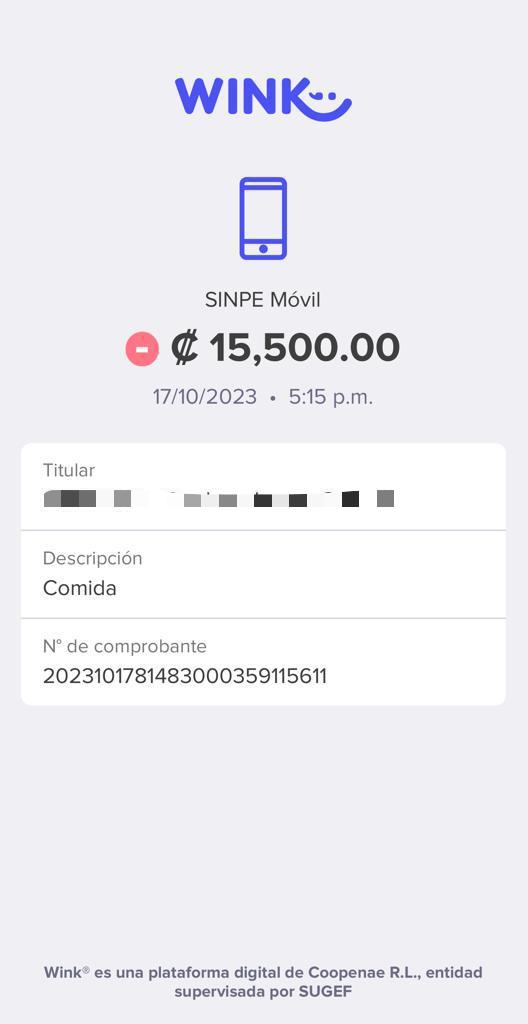 WINK
SINPE Móvil
₡ 15,500.00
17/10/2023 • 5:15 p.m.
Titular
Descripción
Comida
N° de comprobante
2023101781483000359115611
Wink® es una plataforma digital de Coopenae R.L., entidad
supervisada por SUGEF